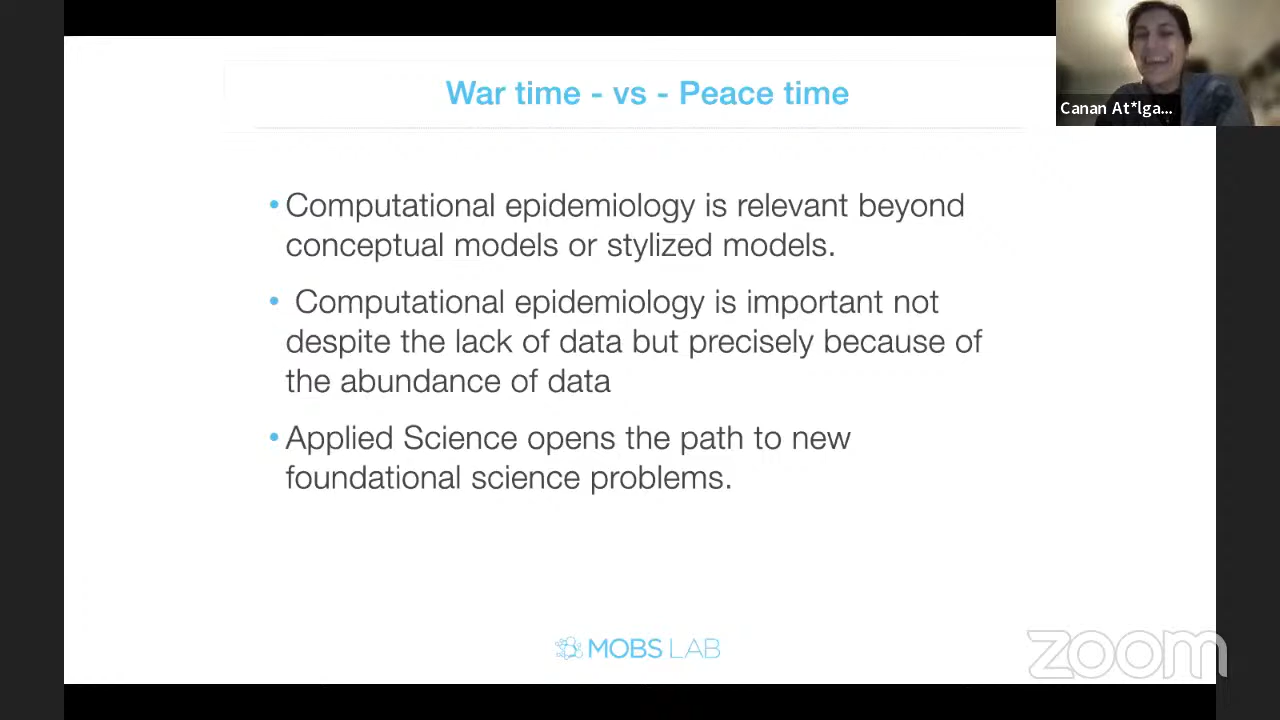 War time - vs - Peace time
Canan At*lga...
• Computational epidemiology is relevant beyond
conceptual models or stylized models.
• Computational epidemiology is important not
despite the lack of data but precisely because of
the abundance of data
• Applied Science opens the path to new
foundational science problems.
MOBS LAB
zoom